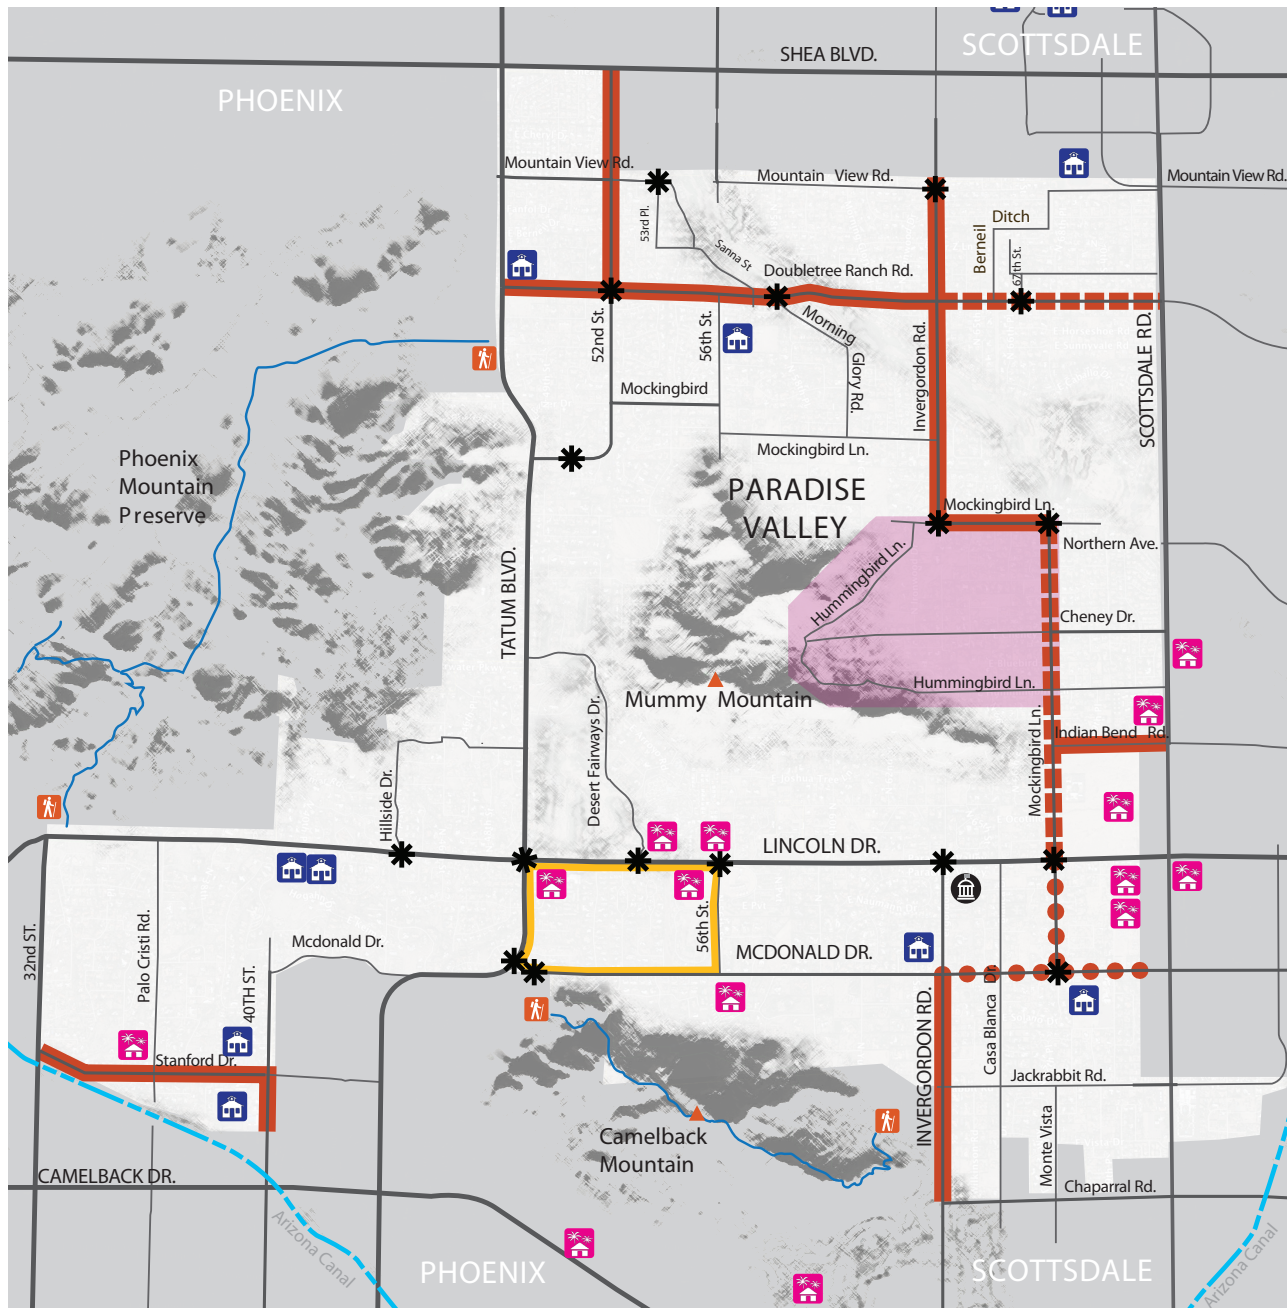 SCOTTSDALE
SHEA BLVD.
PHOENIX
Mountain View Rd.
Mountain View Rd.
Mountain View Rd.
53rd Pl.
Sanna St
Berneil
Ditch
67th St.
Doubletree Ranch Rd.
Morning
Glory Rd.
52nd St.
56th St.
Invergordon Rd.
SCOTTSDALE RD.
Mockingbird
Mockingbird Ln.
Phoenix
Mountain
Preserve
PARADISE
VALLEY
Mockingbird Ln.
Northern Ave.
Hummingbird Ln.
TATUM BLVD.
Cheney Dr.
Hummingbird Ln.
Mummy Mountain
Desert Fairways Dr.
Mockingbird Ln.
Indian Bend Rd.
Hillside Dr.
LINCOLN DR.
32nd ST.
Palo Cristi Rd.
Mcdonald Dr.
40TH ST.
56th St.
MCDONALD DR.
Casa Blanca Dr.
INVERGORDON RD.
Stanford Dr.
Jackrabbit Rd.
Camelback
Mountain
Monte Vista
CAMELBACK DR.
Chaparral Rd.
Arizona Canal
PHOENIX
SCOTTSDALE
Arizona Canal